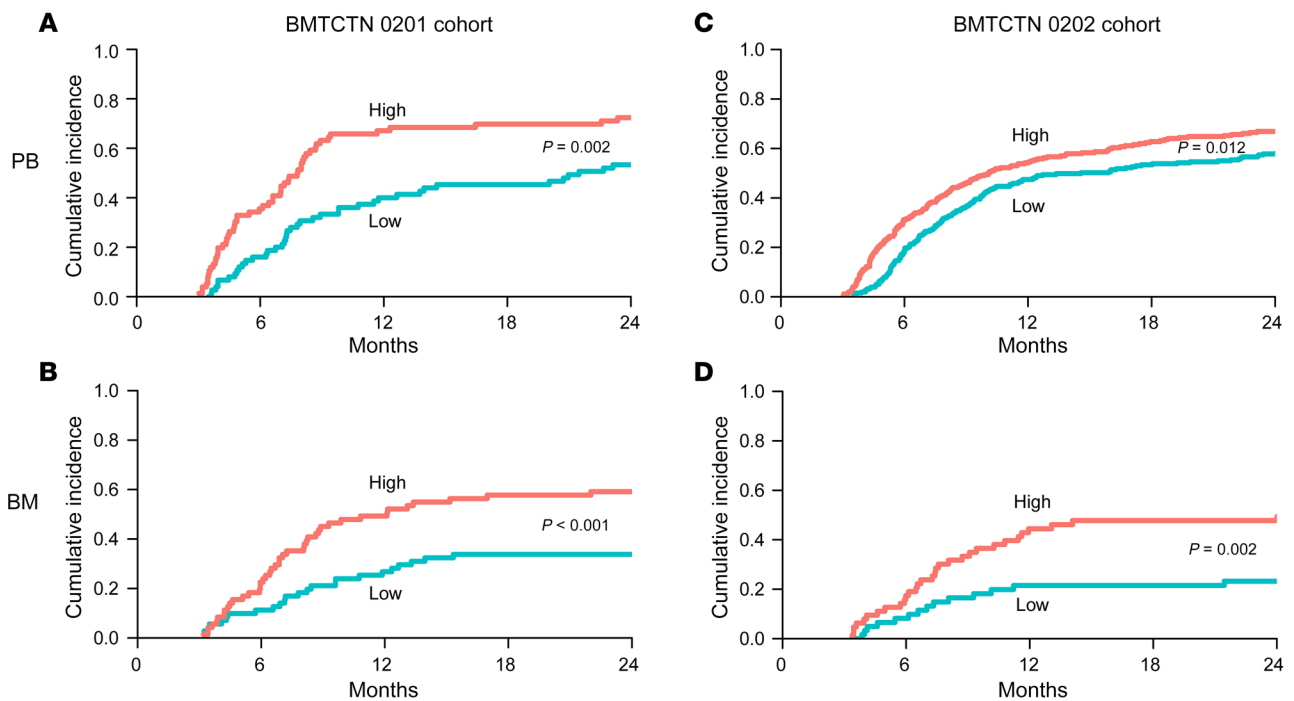 A
BMTCTN 0201 cohort
PB
Cumulative incidence
1.0
0.8
0.6
0.4
0.2
0.0
High
P = 0.002
Low
0 6 12 18 24
Months
C
BMTCTN 0202 cohort
Cumulative incidence
1.0
0.8
0.6
0.4
0.2
0.0
High
P = 0.012
Low
0 6 12 18 24
Months
B
BM
Cumulative incidence
1.0
0.8
0.6
0.4
0.2
0.0
High
P < 0.001
Low
0 6 12 18 24
Months
D
Cumulative incidence
1.0
0.8
0.6
0.4
0.2
0.0
High
P = 0.002
Low
0 6 12 18 24
Months